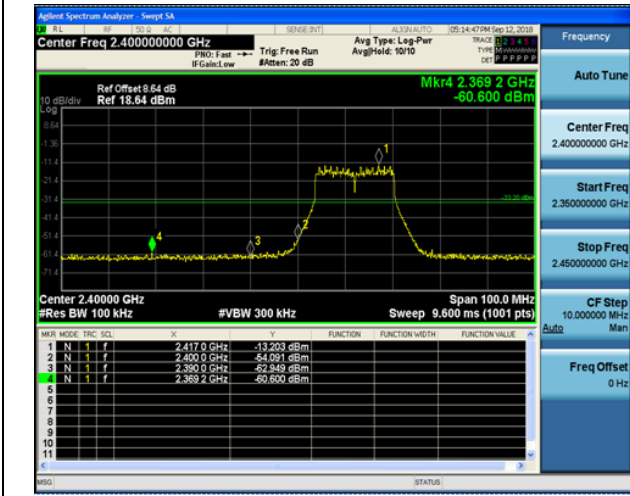 Agilent Spectrum Analyzer - Swept SA
RL RF 50 Ω AC SENSE:INT ALIGN AUTO 05:14:47 PM Sep 12, 2018
Center Freq 2.400000000 GHz
PNO: Fast
IFGain:Low
Trig: Free Run
#Atten: 20 dB
Avg Type: Log-Pwr
Avg|Hold: 10/10
TRACE 1 2 3 4 5 6
TYPE M
DET P P P P P P
Ref Offset 8.64 dB
Ref 18.64 dBm
10 dB/div
Log
Mkr4 2.369 2 GHz
-60.600 dBm
8.64
-1.36
-11.4
-21.4
-31.4
-41.4
-51.4
-61.4
-71.4
1
2
3
4
-33.20 dBm
Center 2.40000 GHz Span 100.0 MHz
#Res BW 100 kHz #VBW 300 kHz Sweep 9.600 ms (1001 pts)
MKR MODE TRC SCL X Y FUNCTION FUNCTION WIDTH FUNCTION VALUE
1 N 1 f 2.417 0 GHz -13.203 dBm
2 N 1 f 2.400 0 GHz -54.091 dBm
3 N 1 f 2.390 0 GHz -62.949 dBm
4 N 1 f 2.369 2 GHz -60.600 dBm
5
6
7
8
9
10
11
MSG STATUS
Frequency
Auto Tune
Center Freq
2.400000000 GHz
Start Freq
2.350000000 GHz
Stop Freq
2.450000000 GHz
CF Step
10.000000 MHz
Auto Man
Freq Offset
0 Hz